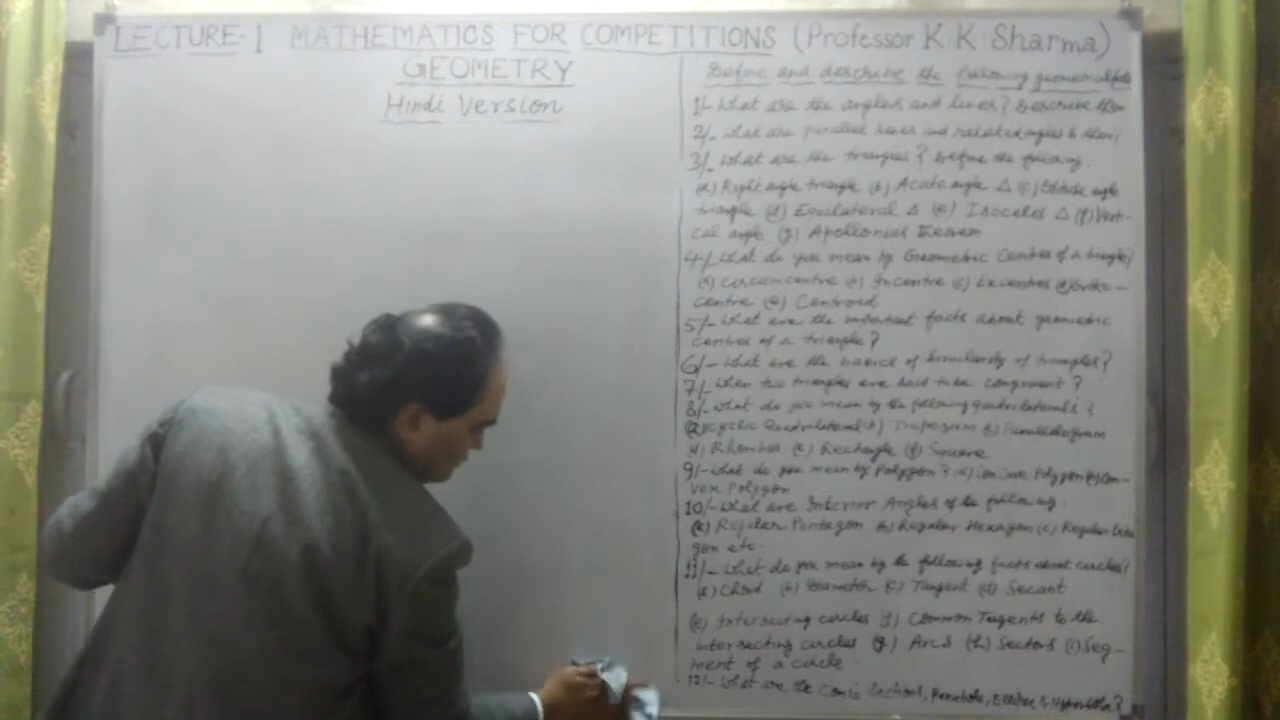 LECTURE-1 MATHEMATICS FOR COMPETITIONS (Professor K K Sharma)
GEOMETRY
Hindi Version
Define and describe the following geometrical facts
1/- What are the angles and lines? Describe them
2/- What are parallel lines and related angles to them?
3/- What are the triangles? Define the following.
(a) Right angle triangle (b) Acute angle Δ (c) Obtuse angle
triangle (d) Equilateral Δ (e) Isoceles Δ (f) Verti-
cal angle (g) Apollonius Theorem
4/- What do you mean by Geometric Centres of a triangle?
(a) Circumcentre (b) Incentre (c) Excentres (d) Ortho-
centre (e) Centroid
5/- What are the important facts about geometric
centres of a triangle?
6/- What are the of similarity of triangles?
7/- When two triangles are said to be congruent?
8/- What do you mean by the following quadrilaterals?
(a) Cyclic Quadrilateral (b) Trapezium (c) Parallelogram
(d) Rhombus (e) Rectangle (f) Square
9/- What do you mean by Polygon? (a) Concave Polygon (b) Con-
vex Polygon
10/- What are Interior Angles of the following:
(a) Regular Pentagon (b) Regular Hexagon (c) Regular Octa
gon etc.
11/- What do you mean by the following facts about circles?
(a) Chord (b) Diameter (c) Tangent (d) Secant
(e) Intersecting circles (f) Common Tangents to the
intersecting circles (g) Arcs (h) Sectors (i) Seg-
ment of a circle
12/- What are the Conic Sections, Parabola, Ellipse & Hyperbola?